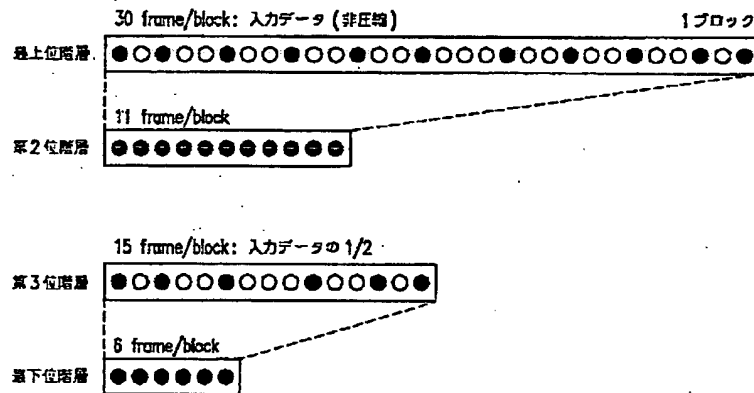 30 frame/block: 入力データ (非圧縮)
1ブロック
最上位階層
11 frame/block
第2位階層
15 frame/block: 入力データの 1/2
第3位階層
6 frame/block
最下位階層